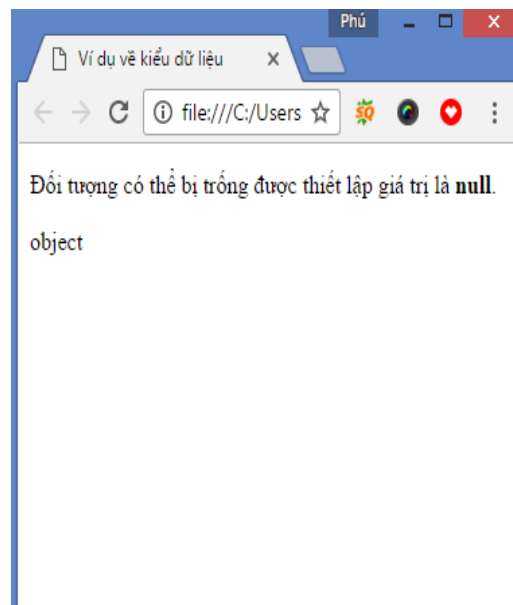 Phú
Ví dụ về kiểu dữ liệu
file:///C:/Users
SQ
Đối tượng có thể bị trống được thiết lập giá trị là null.
object